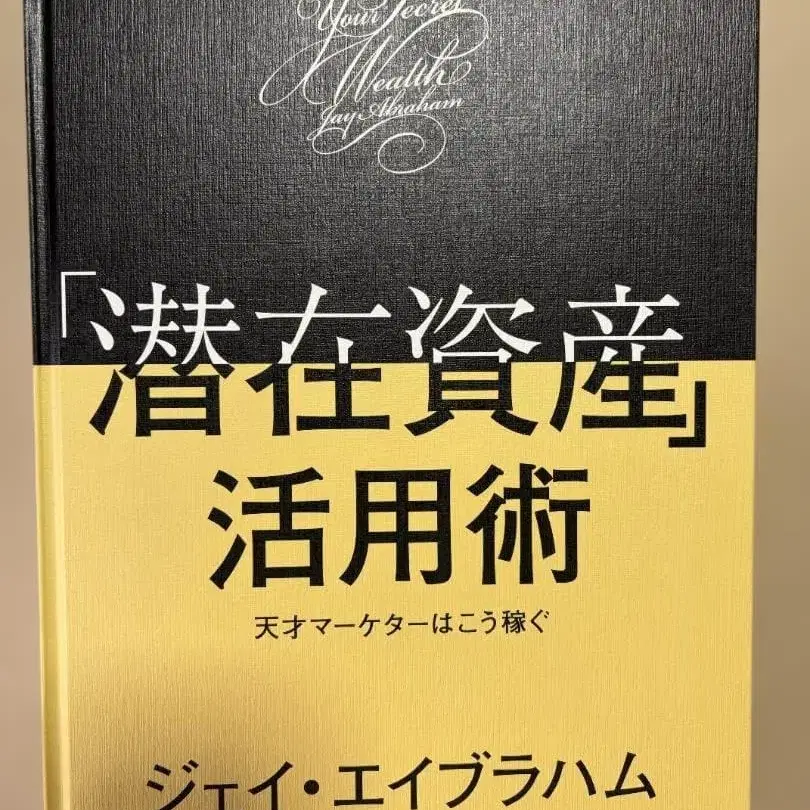 Your Secret
Wealth
Jay Abraham
「潜在資産」
活用術
天才マーケターはこう稼ぐ
ジェイ・エイブラハム